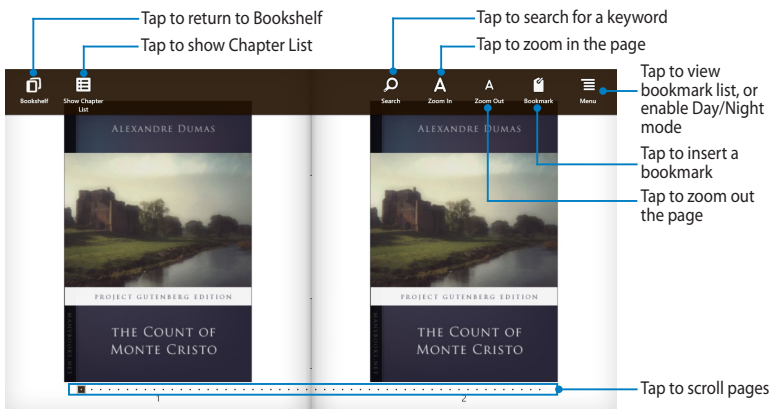 Tap to return to Bookshelf
Tap to show Chapter List
Tap to search for a keyword
Tap to zoom in the page
Tap to view
bookmark list, or
enable Day/Night
mode
Tap to insert a
bookmark
Tap to zoom out
the page
Bookshelf
Show Chapter
List
Search
Zoom In
Zoom Out
Bookmark
Menu
ALEXANDRE DUMAS
PROJECT GUTENBERG EDITION
THE COUNT OF
MONTE CRISTO
MANYBOOKS.NET
ALEXANDRE DUMAS
PROJECT GUTENBERG EDITION
THE COUNT OF
MONTE CRISTO
MANYBOOKS.NET
Tap to scroll pages
1
2